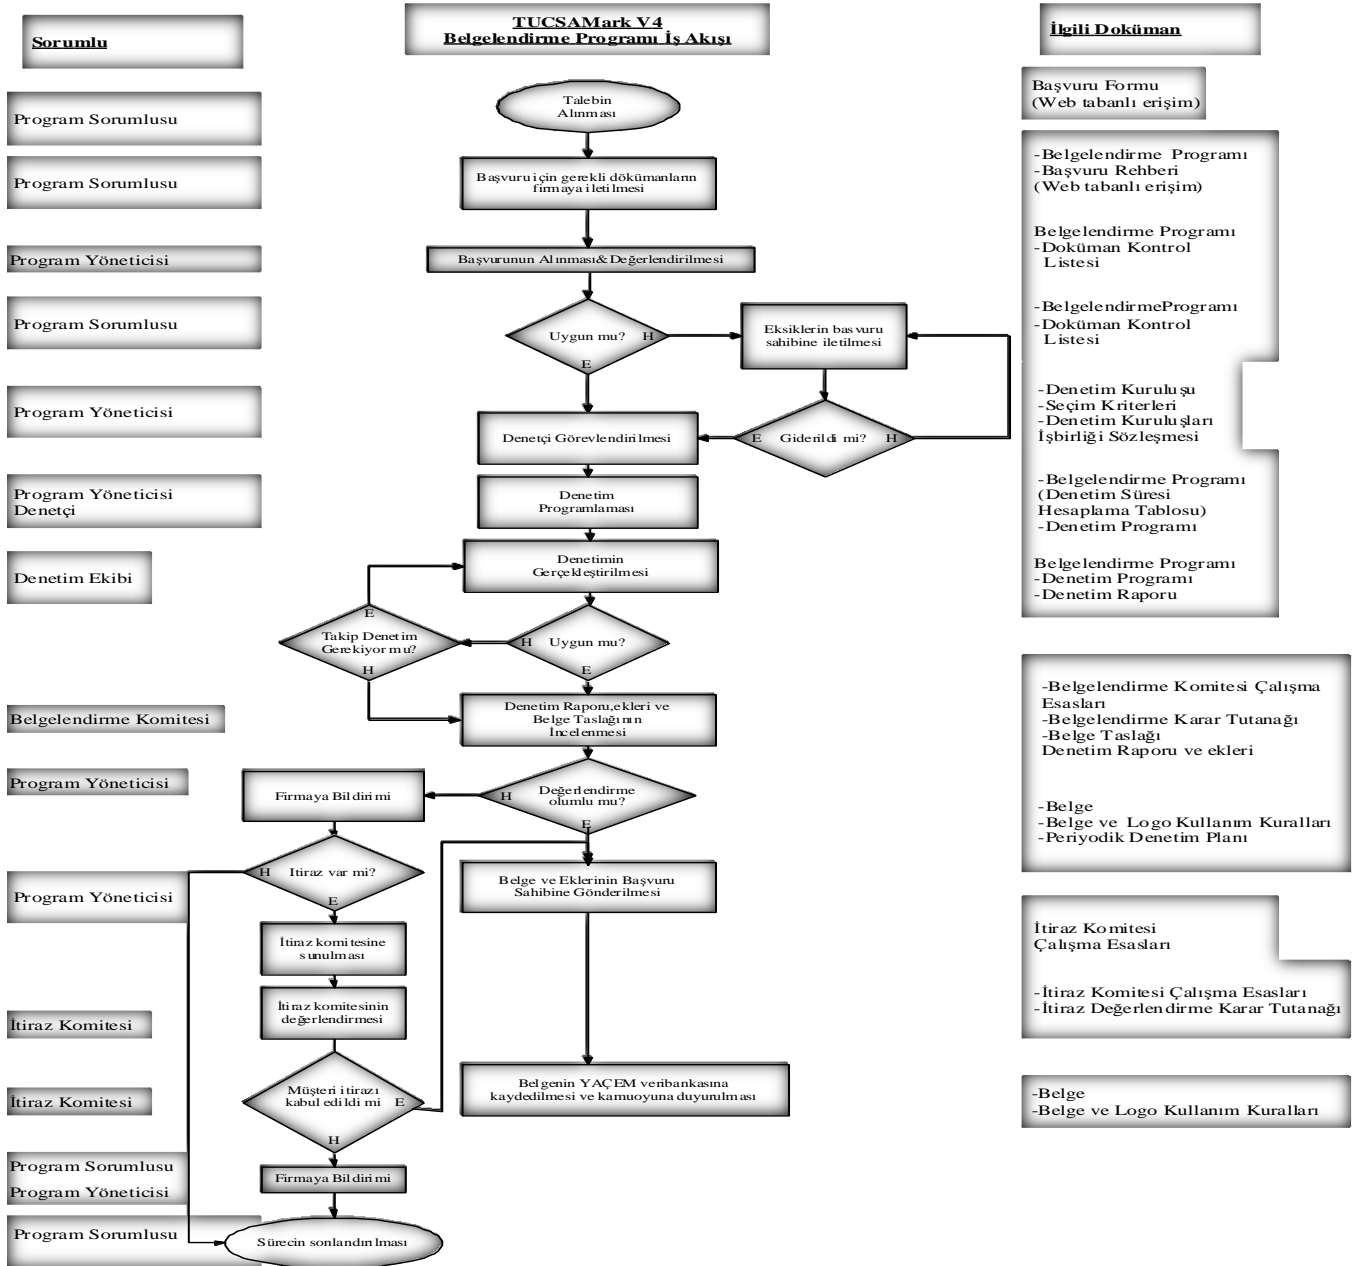 Sorumlu
TUCSAMark V4
Belgelendirme Programı İş Akışı
İlgili Doküman
Program Sorumlusu
Program Sorumlusu
Program Yöneticisi
Program Sorumlusu
Program Yöneticisi
Program Yöneticisi
Denetçi
Denetim Ekibi
Belgelendirme Komitesi
Program Yöneticisi
Program Yöneticisi
İtiraz Komitesi
İtiraz Komitesi
Program Sorumlusu
Program Yöneticisi
Program Sorumlusu
Talebin
Alınması
Başvuru için gerekli dökümanların
firmaya iletilmesi
Başvurunun Alınması&Değerlendirilmesi
Uygun mu?
H
E
Eksiklerin basvuru
sahibine iletilmesi
Denetçi Görevlendirilmesi
E
Giderildi mi?
H
Denetim
Programlaması
Denetimin
Gerçekleştirilmesi
E
Takip Denetim
Gerekiyor mu?
H
H
Uygun mu?
E
Denetim Raporu,ekleri ve
Belge Taslağının
İncelenmesi
Firmaya Bildirimi
H
Değerlendirme
olumlu mu?
E
H
Itiraz var mi?
E
Belge ve Eklerinin Başvuru
Sahibine Gönderilmesi
İtiraz komitesine
sunulması
İtiraz komitesinin
değerlendirmesi
Müşteri itirazı
kabul edildi mi
E
H
Belgenin YAÇEM veribankasına
kaydedilmesi ve kamuoyuna duyurulması
Firmaya Bildirimi
Sürecin sonlandırılması
Başvuru Formu
(Web tabanlı erişim)
-Belgelendirme Programı
-Başvuru Rehberi
(Web tabanlı erişim)
Belgelendirme Programı
-Doküman Kontrol
Listesi
-BelgelendirmeProgramı
-Doküman Kontrol
Listesi
-Denetim Kuruluşu
-Seçim Kriterleri
-Denetim Kuruluşları
İşbirliği Sözleşmesi
-Belgelendirme Programı
(Denetim Süresi
Hesaplama Tablosu)
-Denetim Programı
Belgelendirme Programı
-Denetim Programı
-Denetim Raporu
-Belgelendirme Komitesi Çalışma
Esasları
-Belgelendirme Karar Tutanağı
-Belge Taslağı
Denetim Raporu ve ekleri
-Belge
-Belge ve Logo Kullanım Kuralları
-Periyodik Denetim Planı
İtiraz Komitesi
Çalışma Esasları
-İtiraz Komitesi Çalışma Esasları
-İtiraz Değerlendirme Karar Tutanağı
-Belge
-Belge ve Logo Kullanım Kuralları